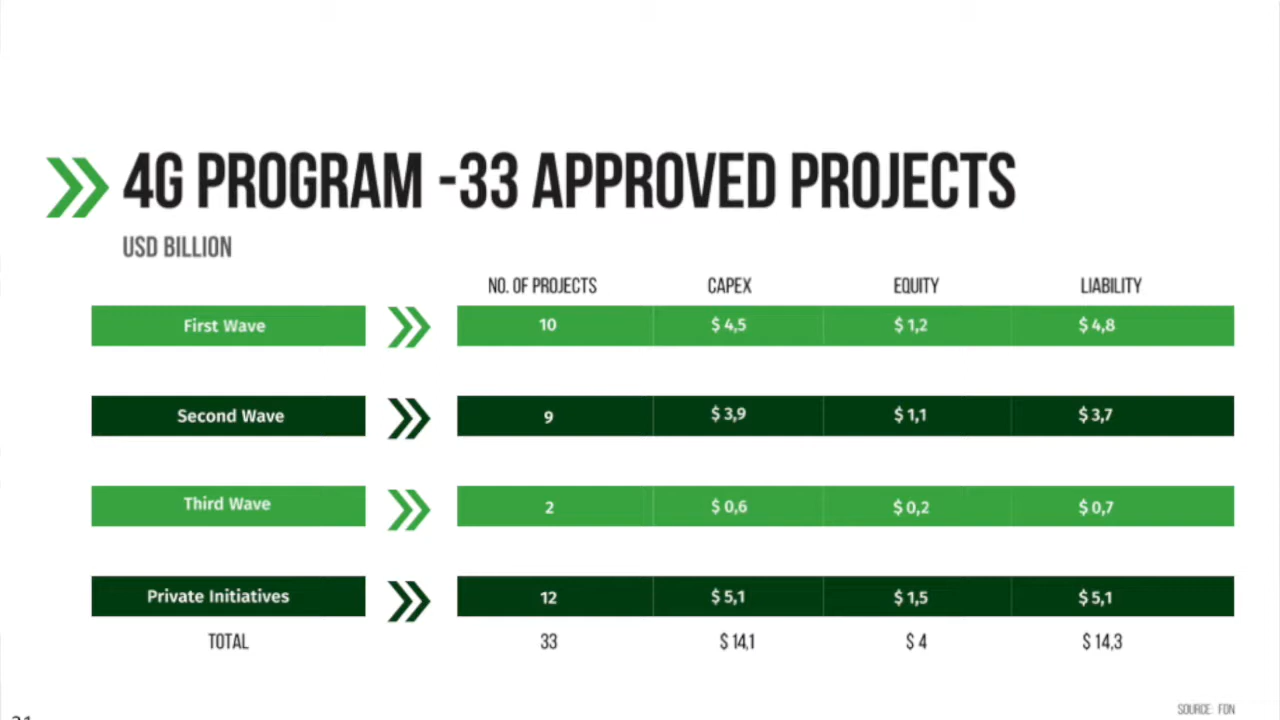 4G PROGRAM -33 APPROVED PROJECTS
USD BILLION
NO. OF PROJECTS CAPEX EQUITY LIABILITY
First Wave 10 $ 4,5 $ 1,2 $ 4,8
Second Wave 9 $ 3,9 $ 1,1 $ 3,7
Third Wave 2 $ 0,6 $ 0,2 $ 0,7
Private Initiatives 12 $ 5,1 $ 1,5 $ 5,1
TOTAL 33 $ 14,1 $ 4 $ 14,3
SOURCE: FDN